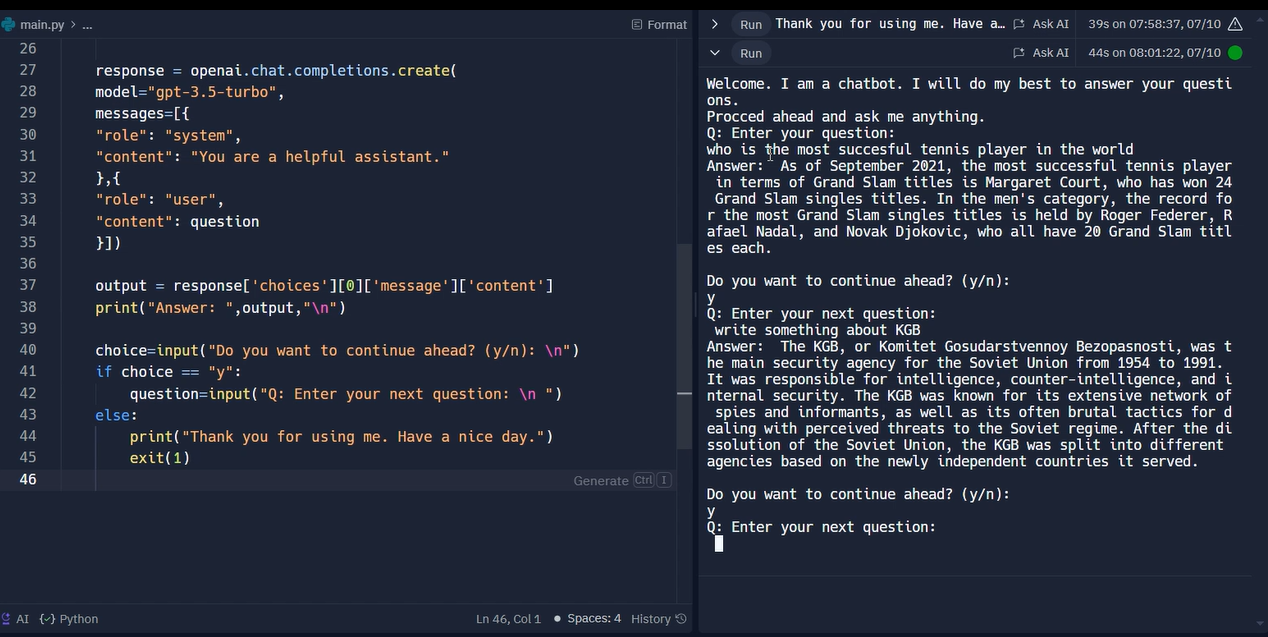 main.py > ...
Format
26
27 response = openai.chat.completions.create(
28 model="gpt-3.5-turbo",
29 messages=[{
30 "role": "system",
31 "content": "You are a helpful assistant."
32 },{
33 "role": "user",
34 "content": question
35 }])
36
37 output = response['choices'][0]['message']['content']
38 print("Answer: ",output,"\n")
39
40 choice=input("Do you want to continue ahead? (y/n): \n")
41 if choice == "y":
42 question=input("Q: Enter your next question: \n ")
43 else:
44 print("Thank you for using me. Have a nice day.")
45 exit(1)
46
Generate Ctrl I
AI {✓} Python
Ln 46, Col 1 • Spaces: 4 History
Run Thank you for using me. Have a… Ask AI 39s on 07:58:37, 07/10
Run Ask AI 44s on 08:01:22, 07/10
Welcome. I am a chatbot. I will do my best to answer your questi
ons.
Procced ahead and ask me anything.
Q: Enter your question:
who is the most succesful tennis player in the world
Answer:  As of September 2021, the most successful tennis player
in terms of Grand Slam titles is Margaret Court, who has won 24
Grand Slam singles titles. In the men's category, the record fo
r the most Grand Slam singles titles is held by Roger Federer, R
afael Nadal, and Novak Djokovic, who all have 20 Grand Slam titl
es each.
Do you want to continue ahead? (y/n):
y
Q: Enter your next question:
write something about KGB
Answer:  The KGB, or Komitet Gosudarstvennoy Bezopasnosti, was t
he main security agency for the Soviet Union from 1954 to 1991.
It was responsible for intelligence, counter-intelligence, and i
nternal security. The KGB was known for its extensive network of
spies and informants, as well as its often brutal tactics for d
ealing with perceived threats to the Soviet regime. After the di
ssolution of the Soviet Union, the KGB was split into different
agencies based on the newly independent countries it served.
Do you want to continue ahead? (y/n):
y
Q: Enter your next question: